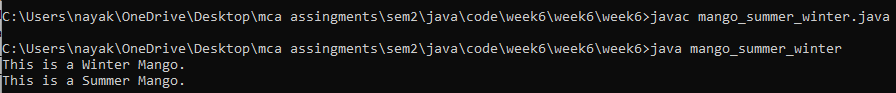 C:\Users\nayak\OneDrive\Desktop\mca assingments\sem2\java\code\week6\week6\week6>javac mango_summer_winter.java
C:\Users\nayak\OneDrive\Desktop\mca assingments\sem2\java\code\week6\week6\week6>java mango_summer_winter
This is a Winter Mango.
This is a Summer Mango.